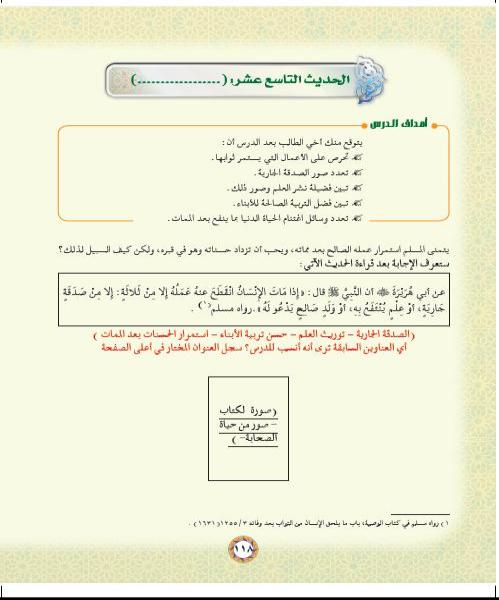 الحديث التاسع عشر: (------------------)
أهداف الدرس
يتوقع منك أخي الطالب بعد الدرس أن:
تحرص على الأعمال التي يستمر ثوابها.
تعدد صور الصدقة الجارية.
تبين فضيلة نشر العلم وصور ذلك.
تبين فضل التربية الصالحة للأبناء.
تعدد وسائل اغتنام الحياة الدنيا بما ينفع بعد الممات.
يتمنى المسلم استمرار عمله الصالح بعد مماته، ويحب أن تزداد حسناته وهو في قبره، ولكن كيف السبيل لذلك؟
ستعرف الإجابة بعد قراءة الحديث الآتي:
عن أبي هُرَيْرَةَ ﷺ أن النَّبِيَّ ﷺ قال: «إِذَا مَاتَ الإِنْسَانُ انْقَطَعَ عنهُ عَمَلُهُ إلا مِنْ ثَلاثَةٍ: إلا مِنْ صَدَقَةٍ
جَارِيَةٍ، أوْ عِلْمٍ يُنْتَفَعُ بِهِ، أوْ وَلَدٍ صَالِحٍ يَدْعُو لَهُ». رواه مسلم(١).
(الصدقة الجارية - توريث العلم - حسن تربية الأبناء - استمرار الحسنات بعد الممات)
أي العناوين السابقة ترى أنه أنسب للدرس؟ سجل العنوان المختار في أعلى الصفحة
(صورة لكتاب
- صور من حياة
الصحابة-)
١) رواه مسلم في كتاب الوصية، باب ما يلحق الإنسان من الثواب بعد وفاته ٣/١٢٥٥ (١٦٣١).
١١٨